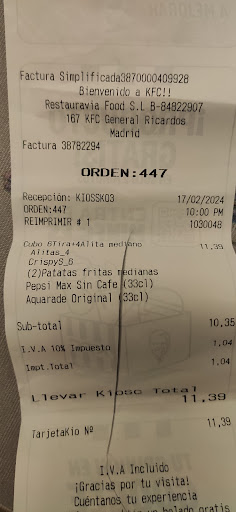 Factura Simplificada3870000409928
Bienvenido a KFC!!
Restauravia Food S.L B-84822907
167 KFC General Ricardos
Madrid
Factura 38782294
ORDEN:447
Recepción: KIOSSK03 17/02/2024
ORDEN:447 10:00 PM
REIMPRIMIR # 1 1030048
Cubo 6Tira+4Alita mediano 11,39
Alitas_4
CrispyS_6
(2)Patatas fritas medianas
Pepsi Max Sin Cafe (33cl)
Aquarade Original (33cl)
Sub-total 10,35
I.V.A 10% Impuesto 1,04
Impt.Total 1,04
Llevar Kiosc Total
11,39
TarjetaKio Nº 11,39
I.V.A Incluido
¡Gracias por tu visita!
Cuéntanos tu experiencia
un helado gratis